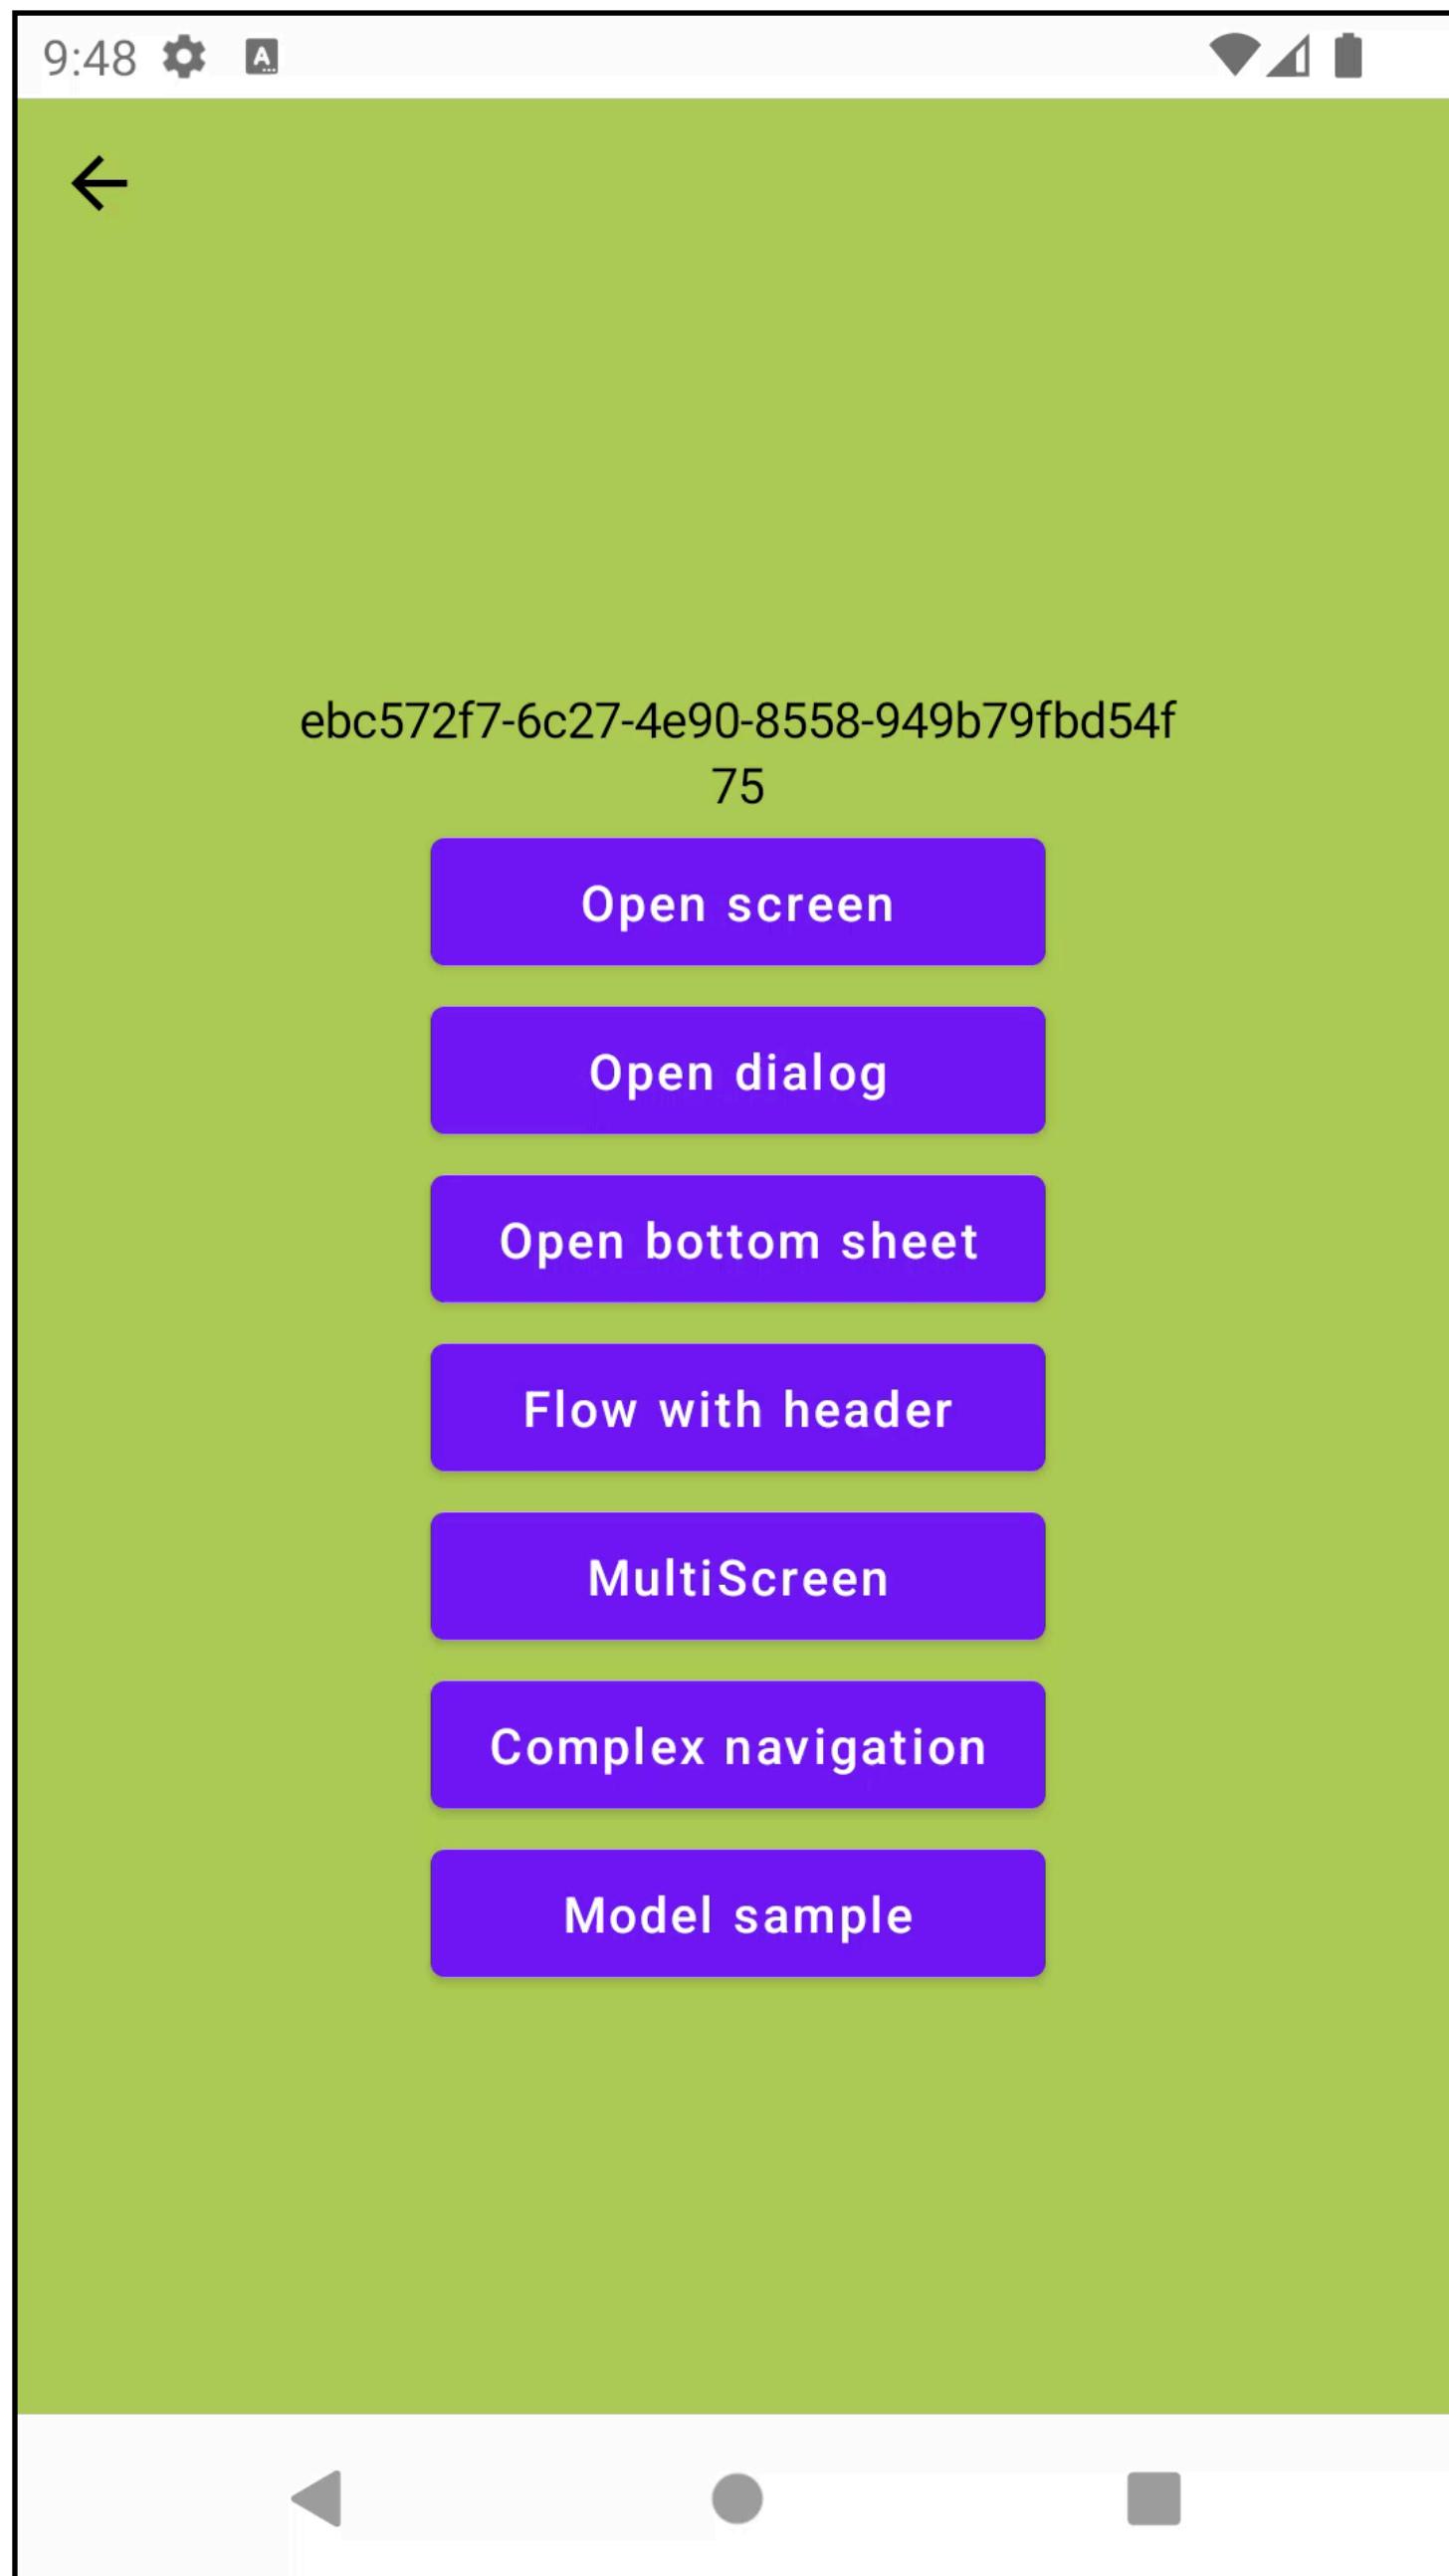 9:48
ebc572f7-6c27-4e90-8558-949b79fbd54f
75
Open screen
Open dialog
Open bottom sheet
Flow with header
MultiScreen
Complex navigation
Model sample